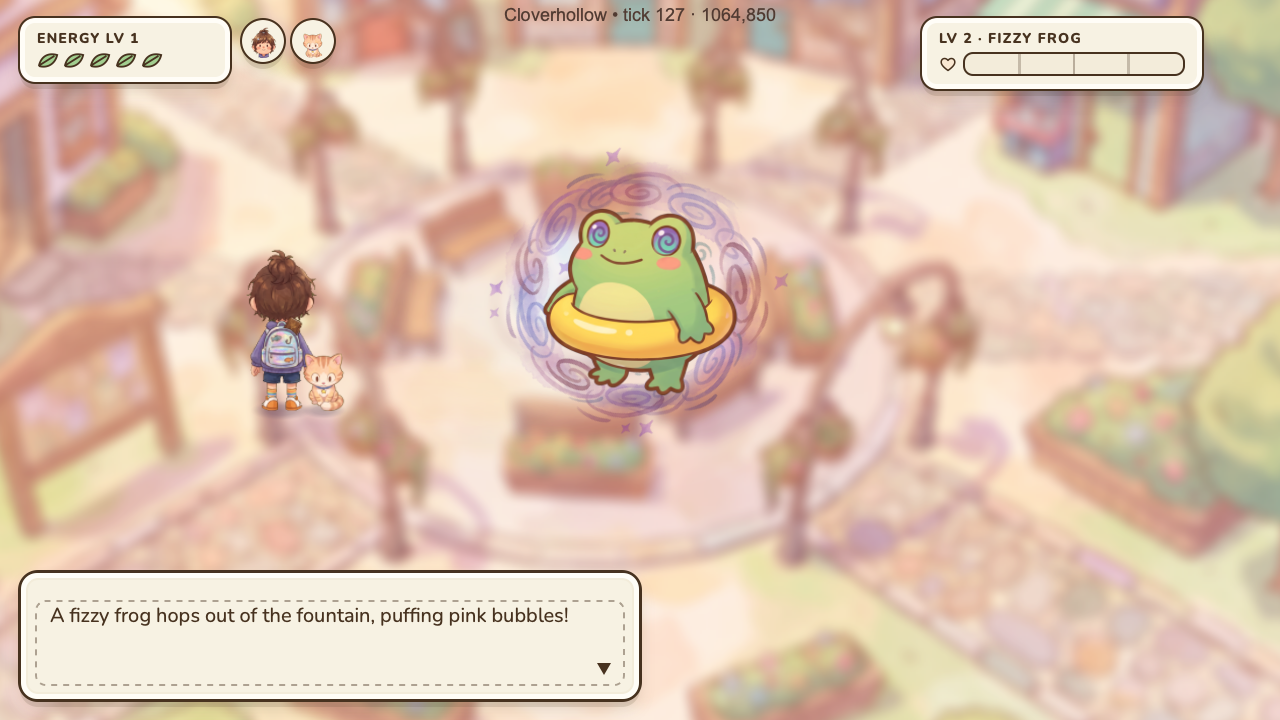 Cloverhollow • tick 127 · 1064,850
ENERGY LV 1
LV 2 · FIZZY FROG
A fizzy frog hops out of the fountain, puffing pink bubbles!